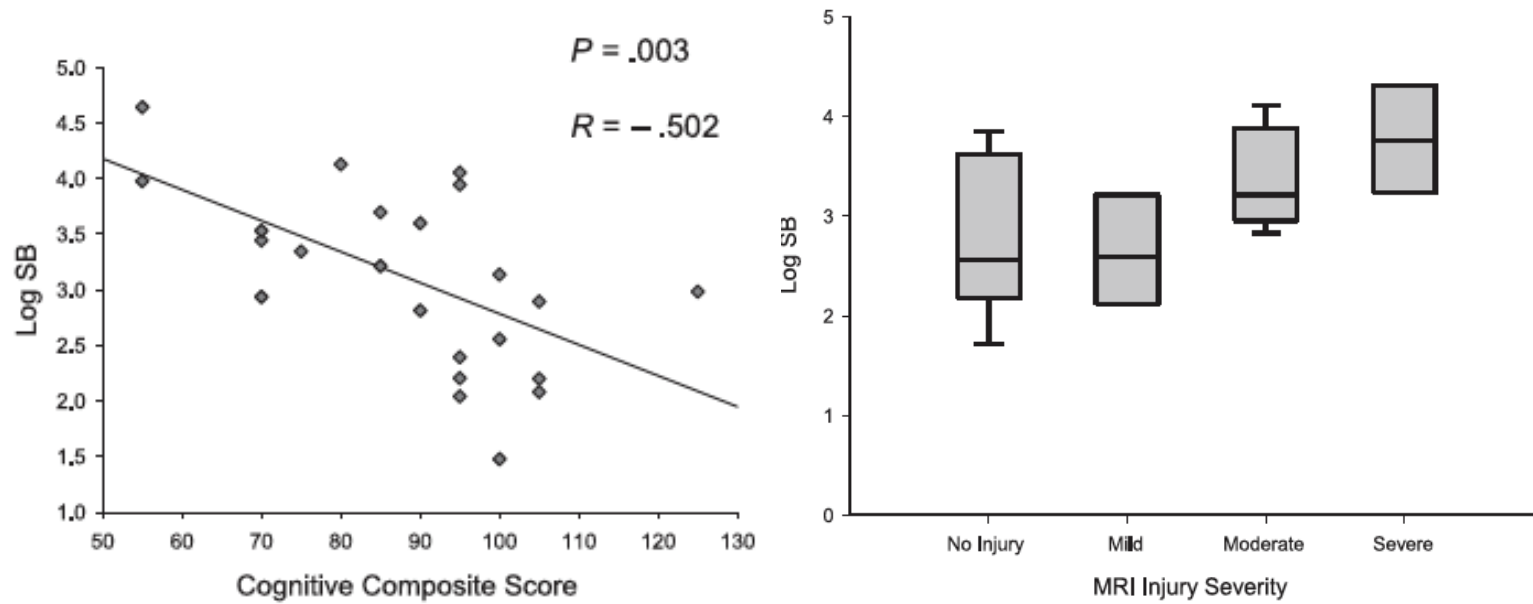 P = .003
R = – .502
Log SB
5.0
4.5
4.0
3.5
3.0
2.5
2.0
1.5
1.0
50 60 70 80 90 100 110 120 130
Cognitive Composite Score
Log SB
5
4
3
2
1
0
No Injury Mild Moderate Severe
MRI Injury Severity